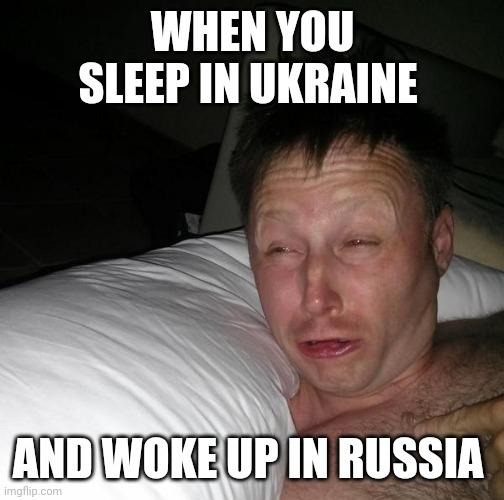 WHEN YOU
SLEEP IN UKRAINE
AND WOKE UP IN RUSSIA
imgflip.com